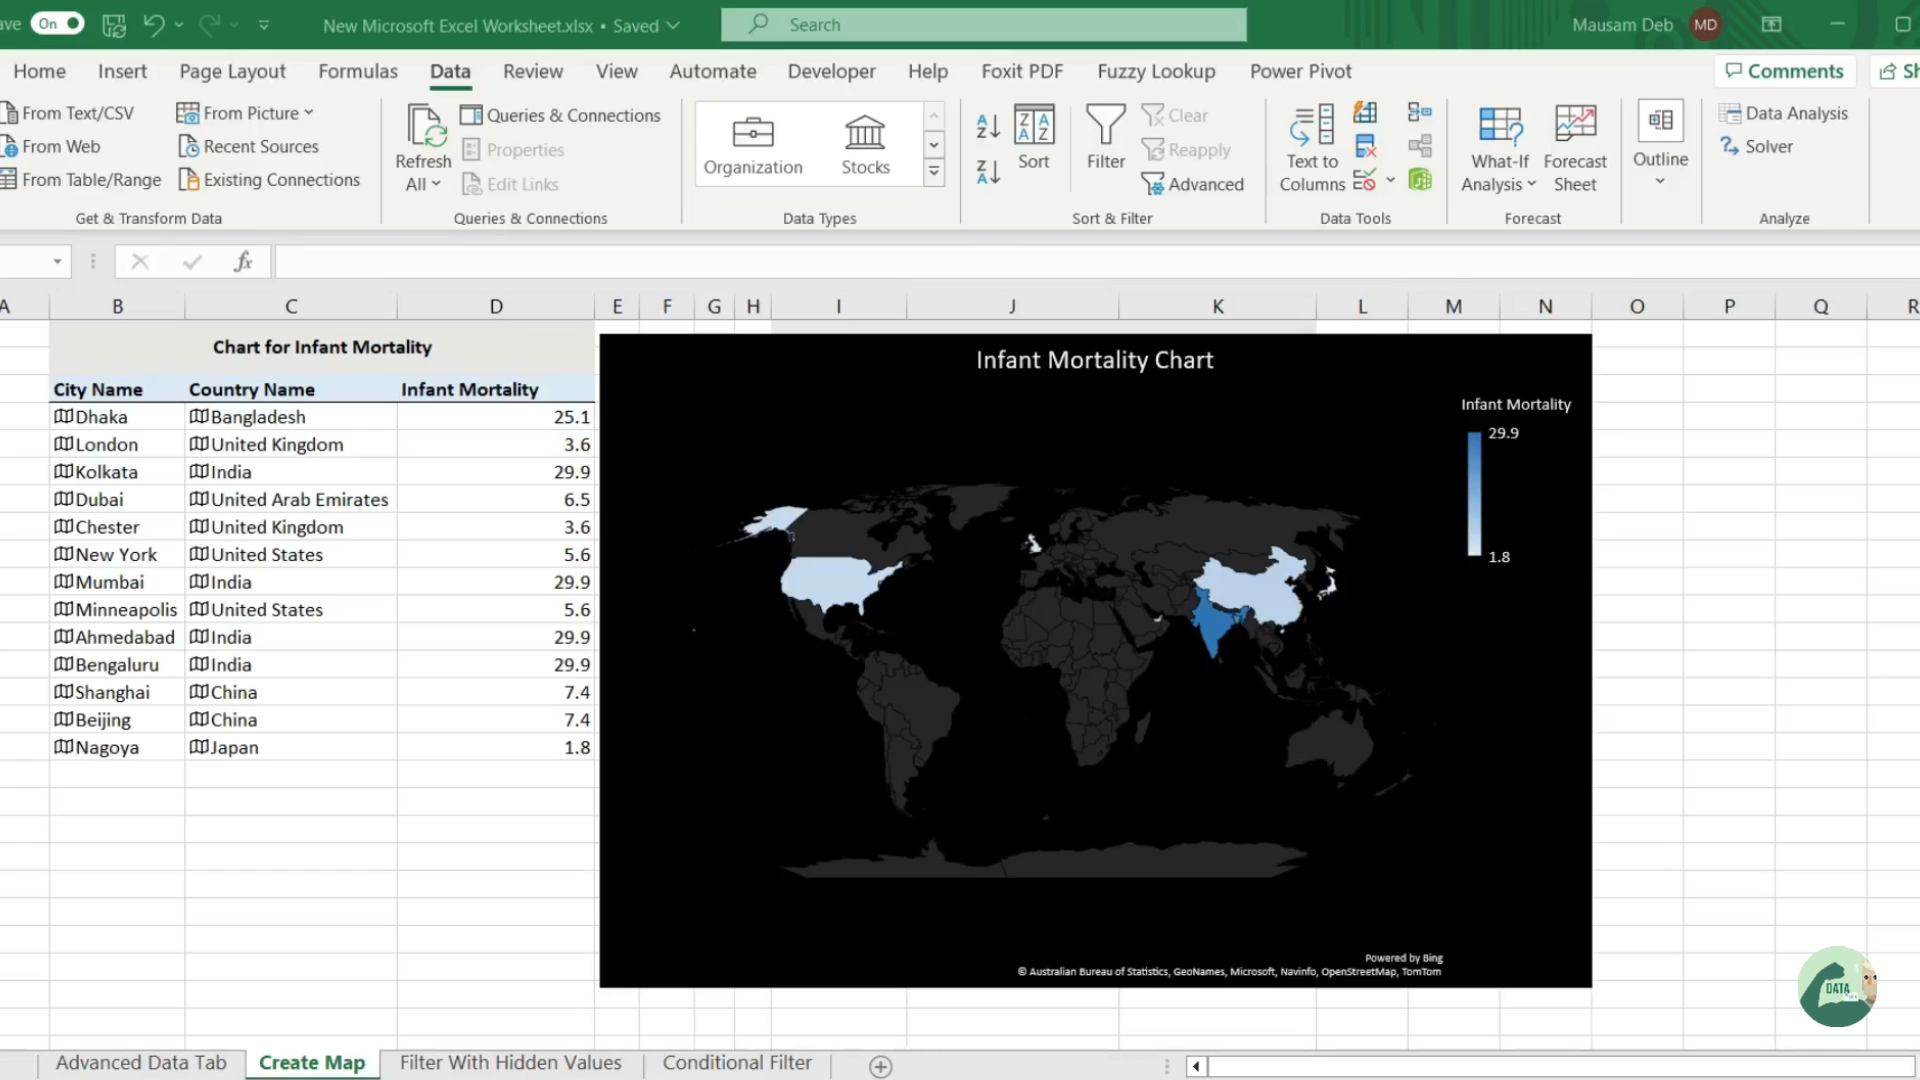 ave On New Microsoft Excel Worksheet.xlsx • Saved Search Mausam Deb MD
Home Insert Page Layout Formulas Data Review View Automate Developer Help Foxit PDF Fuzzy Lookup Power Pivot Comments Sh
From Text/CSV From Picture
From Web Recent Sources
From Table/Range Existing Connections
Get & Transform Data
Refresh
All
Queries & Connections
Properties
Edit Links
Queries & Connections
Organization Stocks
Data Types
Sort
Filter
Clear
Reapply
Advanced
Sort & Filter
Text to
Columns
Data Tools
What-If
Analysis
Forecast
Sheet
Forecast
Outline
Data Analysis
Solver
Analyze
fx
A B C D E F G H I J K L M N O P Q R
Chart for Infant Mortality
City Name Country Name Infant Mortality
Dhaka Bangladesh 25.1
London United Kingdom 3.6
Kolkata India 29.9
Dubai United Arab Emirates 6.5
Chester United Kingdom 3.6
New York United States 5.6
Mumbai India 29.9
Minneapolis United States 5.6
Ahmedabad India 29.9
Bengaluru India 29.9
Shanghai China 7.4
Beijing China 7.4
Nagoya Japan 1.8
Infant Mortality Chart
Infant Mortality
29.9
1.8
Powered by Bing
© Australian Bureau of Statistics, GeoNames, Microsoft, Navinfo, OpenStreetMap, TomTom
DATA
Advanced Data Tab Create Map Filter With Hidden Values Conditional Filter